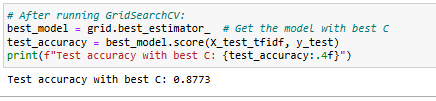 # After running GridSearchCV:
best_model = grid.best_estimator_  # Get the model with best C
test_accuracy = best_model.score(X_test_tfidf, y_test)
print(f"Test accuracy with best C: {test_accuracy:.4f}")
Test accuracy with best C: 0.8773